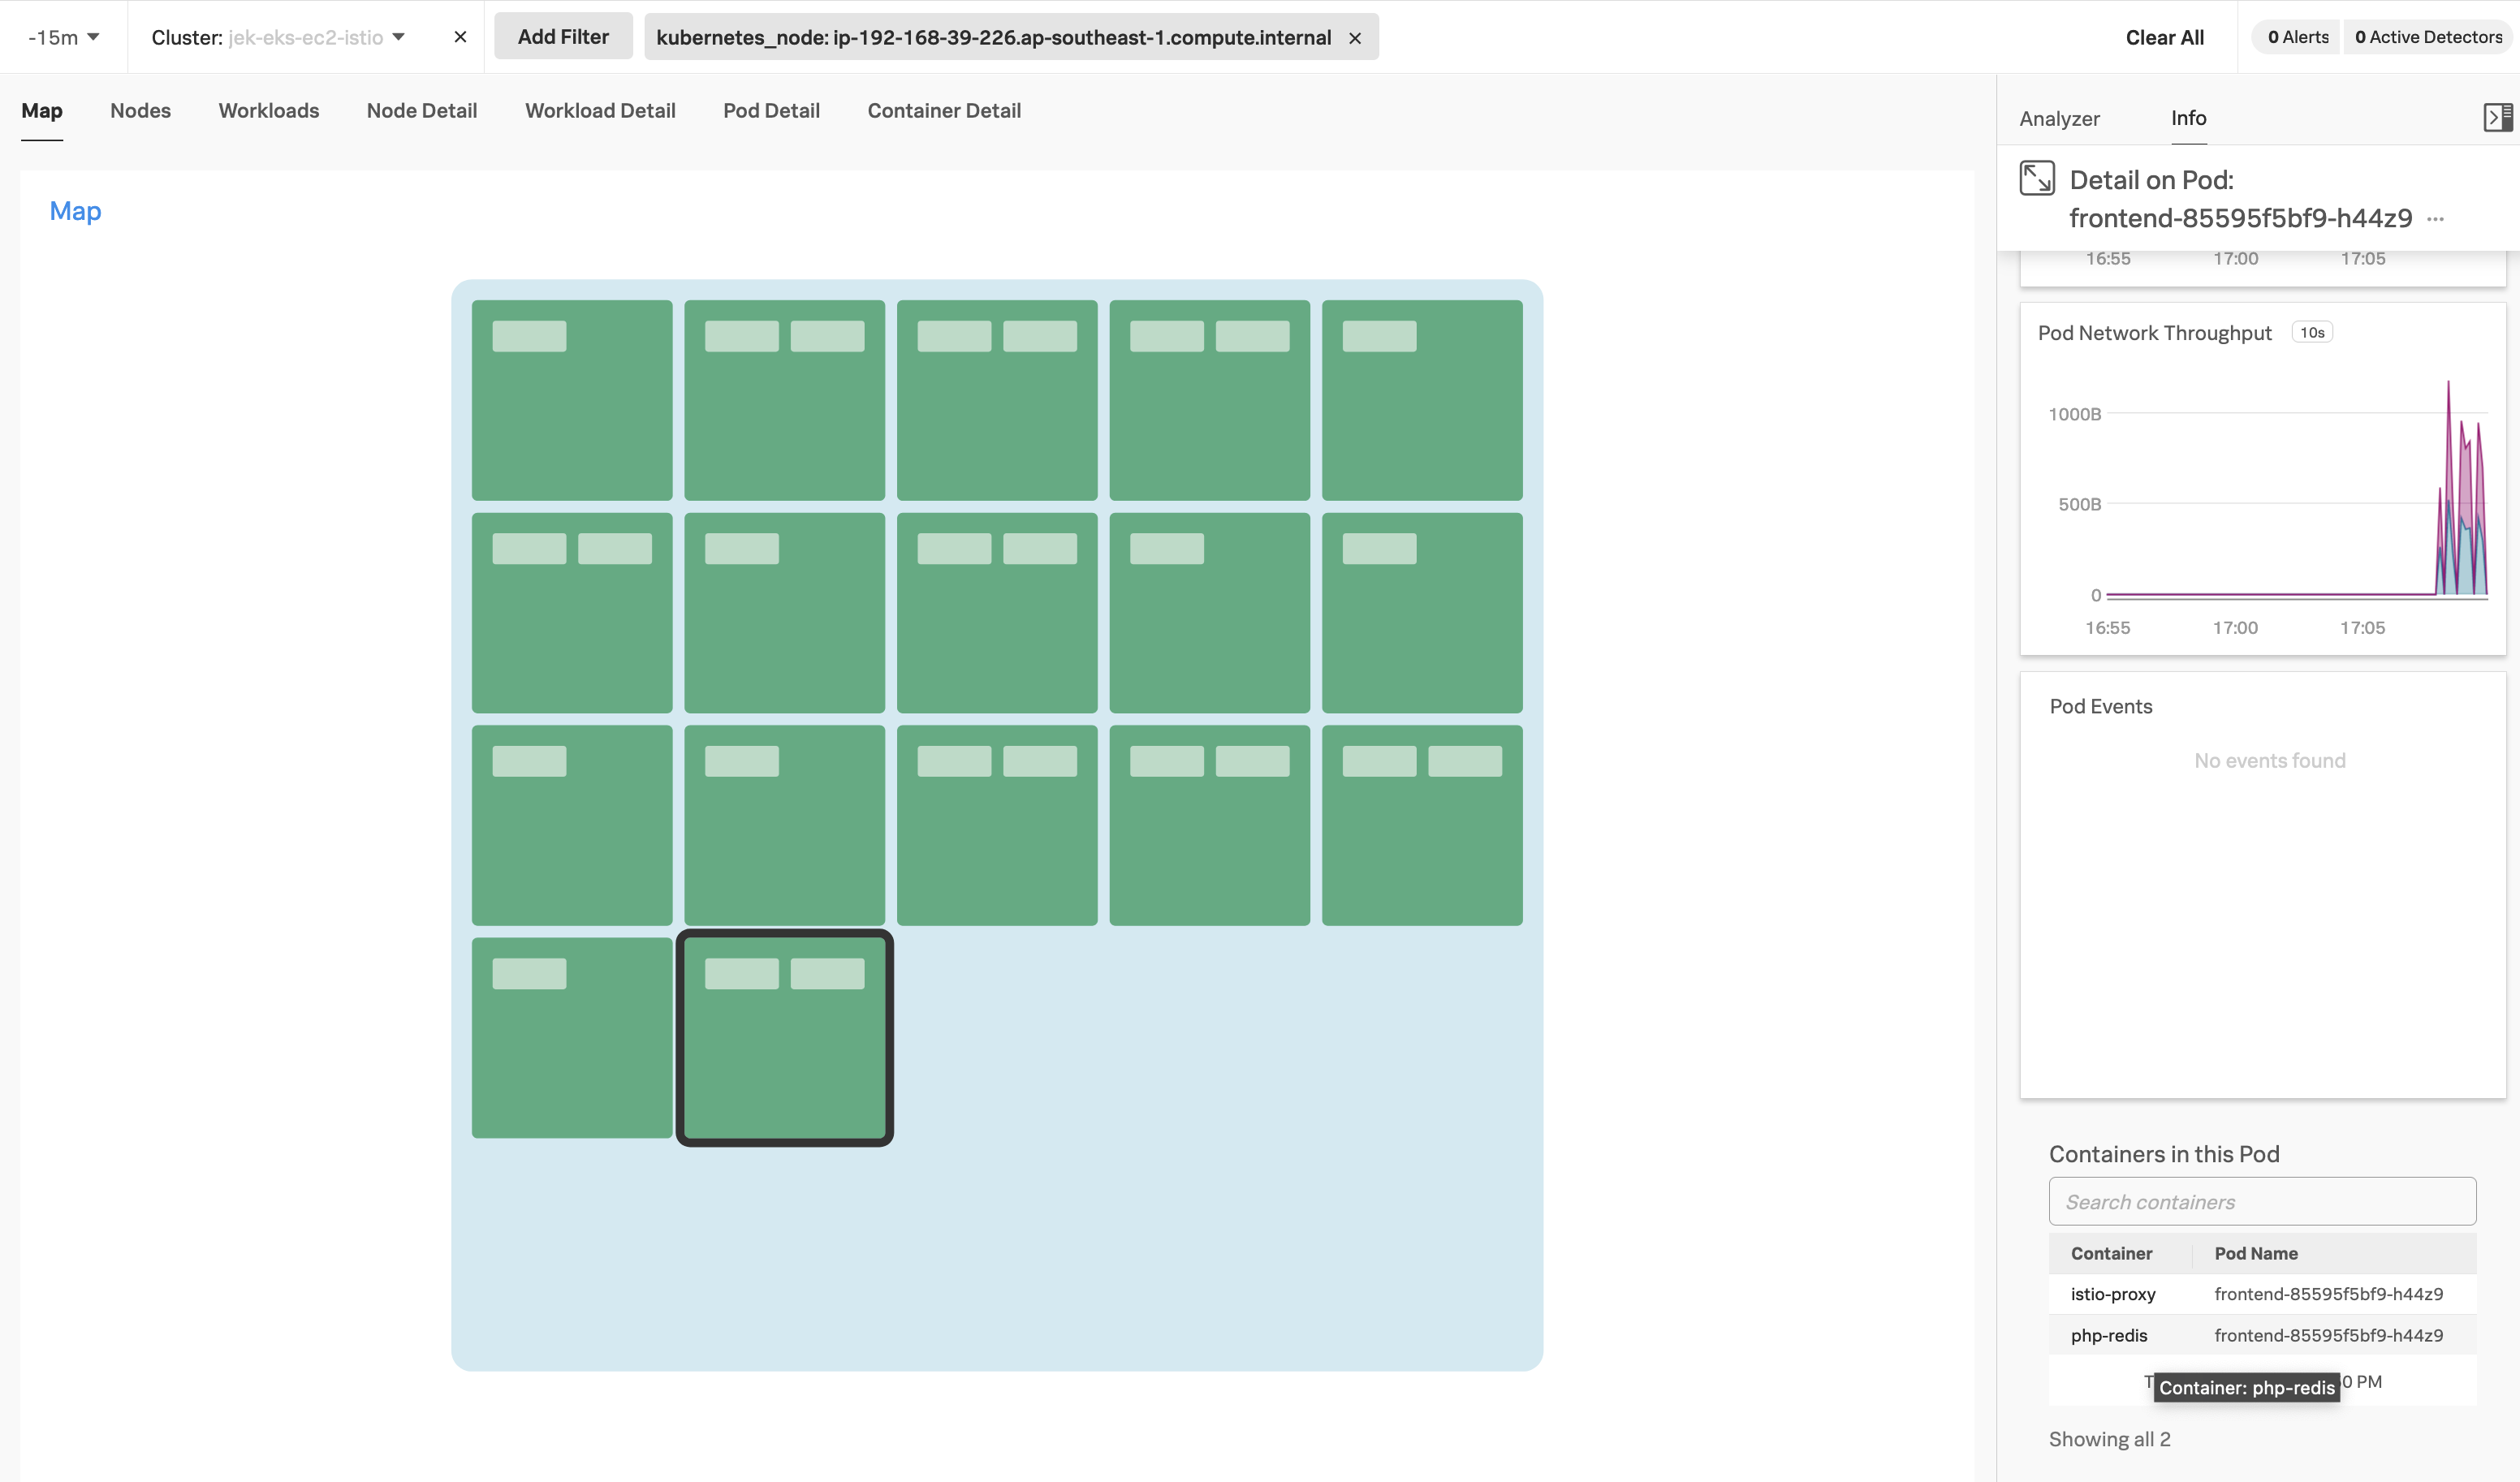 -15m
Cluster: jek-eks-ec2-istio
Add Filter
kubernetes_node: ip-192-168-39-226.ap-southeast-1.compute.internal
Clear All
0 Alerts
0 Active Detectors
Map
Nodes
Workloads
Node Detail
Workload Detail
Pod Detail
Container Detail
Map
Analyzer
Info
Detail on Pod:
frontend-85595f5bf9-h44z9 ...
16:55 17:00 17:05
Pod Network Throughput 10s
1000B
500B
0
16:55 17:00 17:05
Pod Events
No events found
Containers in this Pod
Search containers
Container Pod Name
istio-proxy frontend-85595f5bf9-h44z9
php-redis frontend-85595f5bf9-h44z9
Container: php-redis
PM
Showing all 2